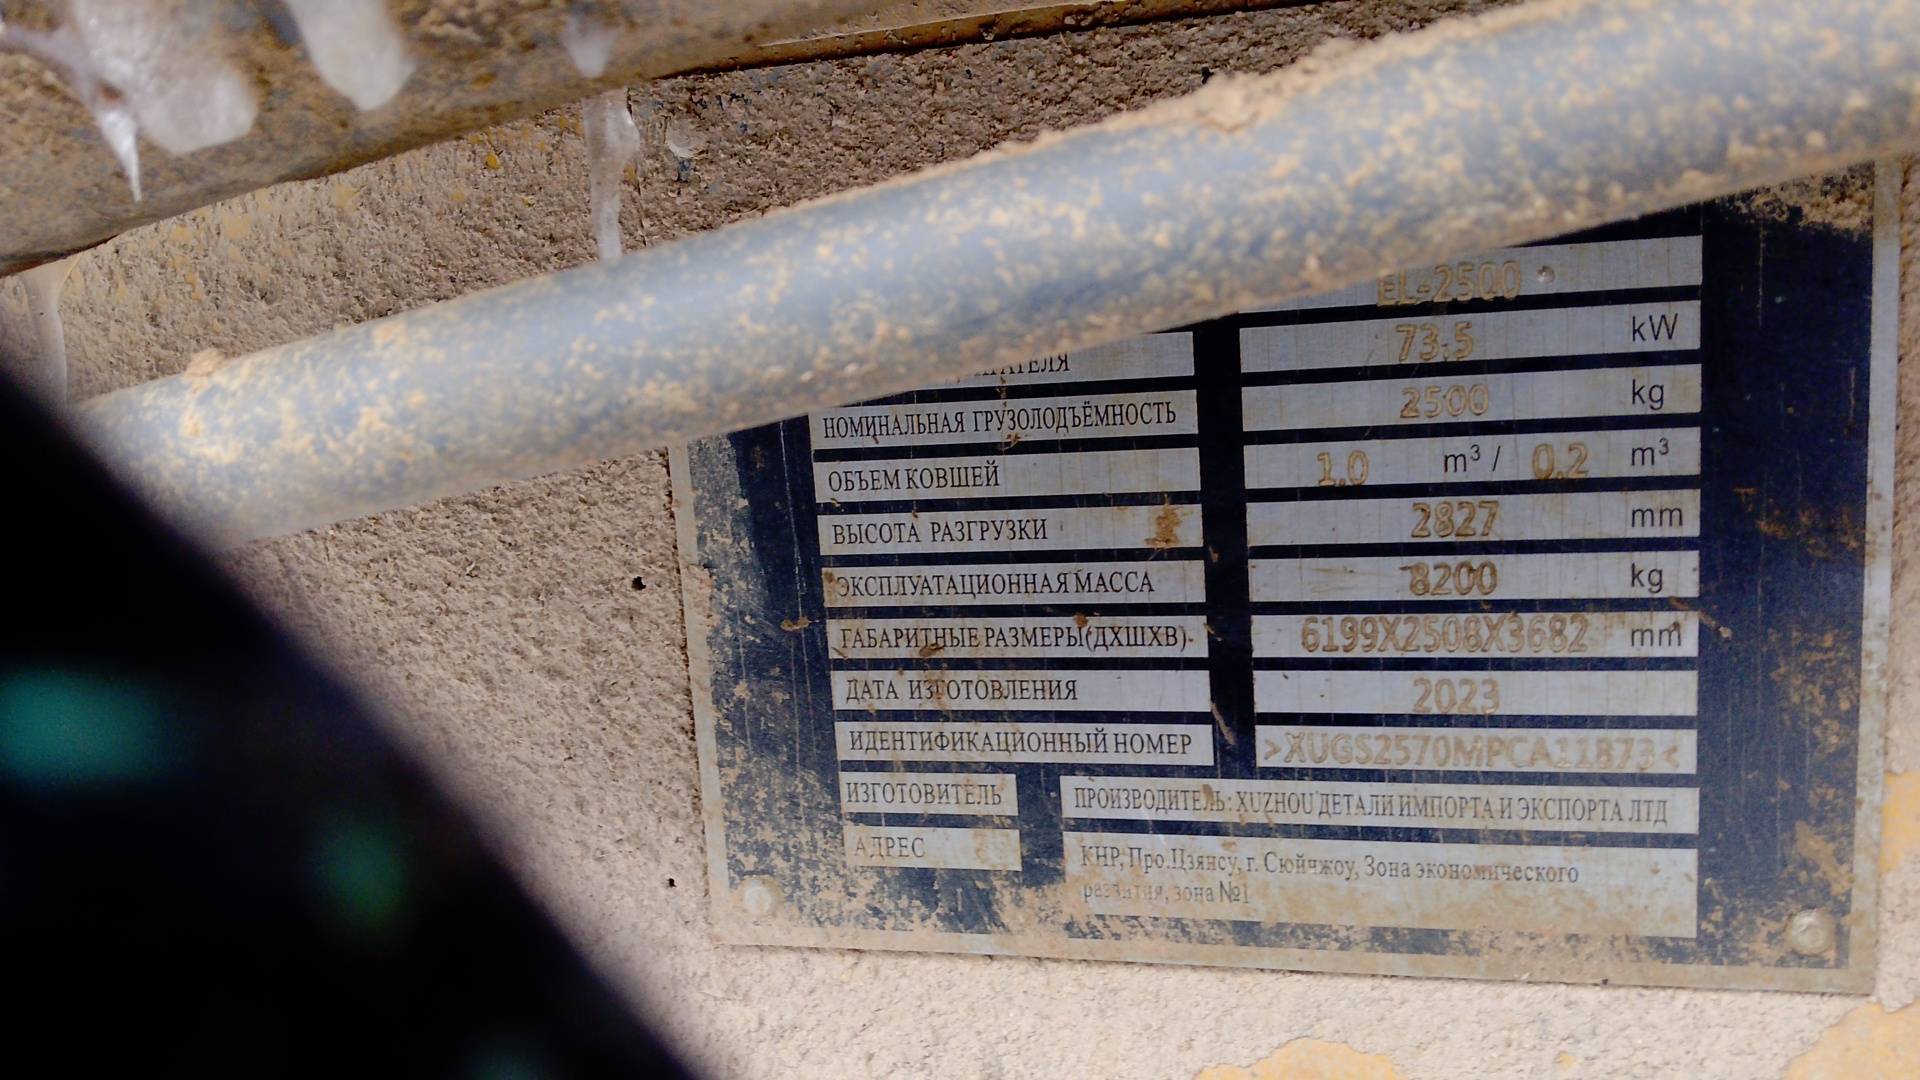 EL-2500
73.5 kW
НОМИНАЛЬНАЯ ГРУЗОЛОДЪЁМНОСТЬ 2500 kg
ОБЪЕМ КОВШЕЙ 1.0 m³ / 0.2 m³
ВЫСОТА РАЗГРУЗКИ 2827 mm
ЭКСПЛУАТАЦИОННАЯ МАССА 8200 kg
ГАБАРИТНЫЕ РАЗМЕРЫ(ДХШХВ) 6199X2508X3682 mm
ДАТА ИЗГОТОВЛЕНИЯ 2023
ИДЕНТИФИКАЦИОННЫЙ НОМЕР >XUGS2570MPCA11873<
ИЗГОТОВИТЕЛЬ ПРОИЗВОДИТЕЛЬ: XUZHOU ДЕТАЛИ ИМПОРТА И ЭКСПОРТА ЛТД
АДРЕС КНР, Про.Цзянсу, г. Сюйчжоу, Зона экономического
развития, зона №1